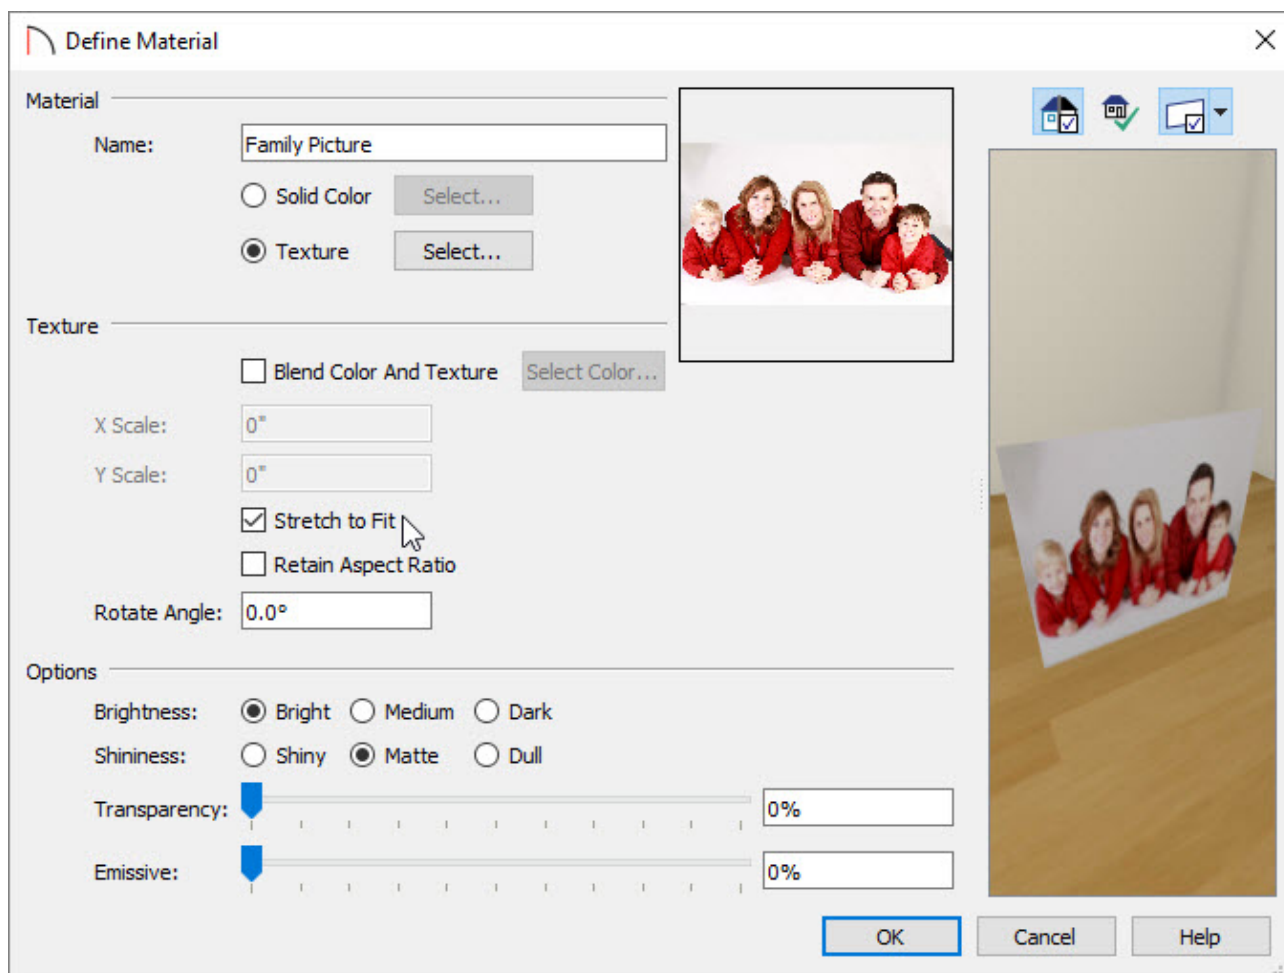 Define Material
Material
Name: Family Picture
Solid Color Select...
Texture Select...
Texture
Blend Color And Texture Select Color...
X Scale: 0"
Y Scale: 0"
Stretch to Fit
Retain Aspect Ratio
Rotate Angle: 0.0°
Options
Brightness: Bright Medium Dark
Shininess: Shiny Matte Dull
Transparency: 0%
Emissive: 0%
OK Cancel Help